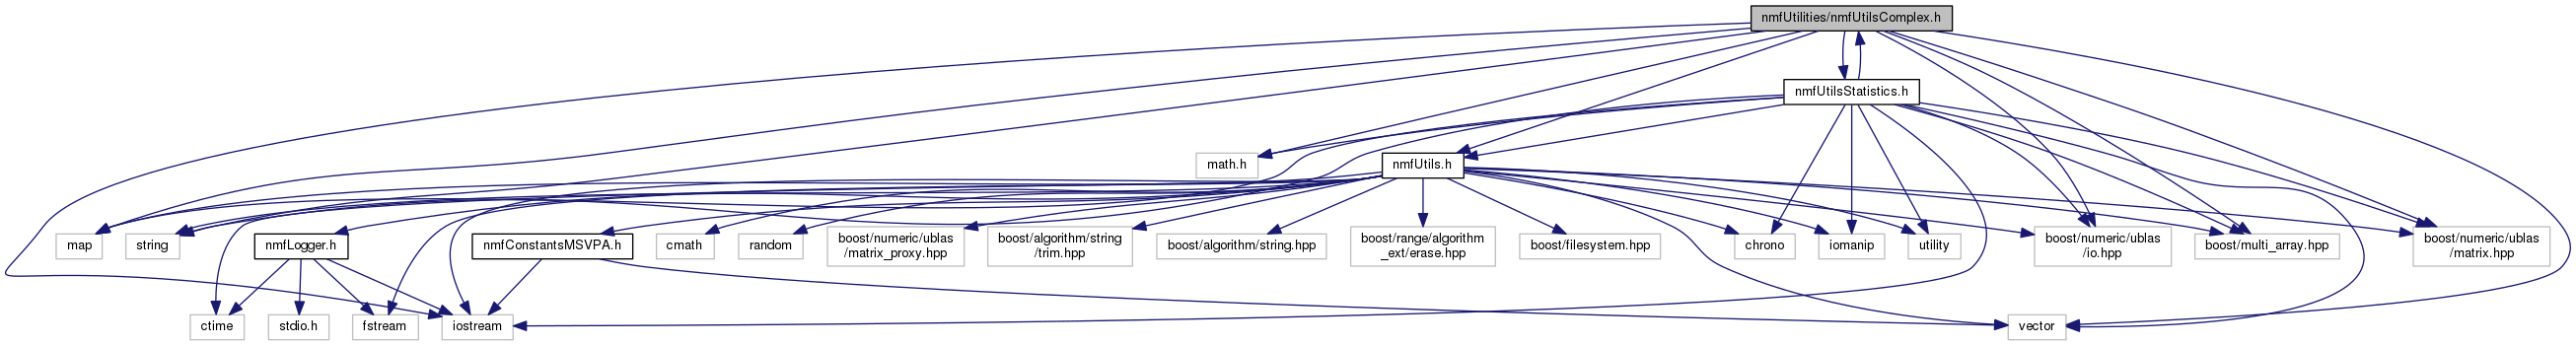 nmfUtilities/nmfUtilsComplex.h
nmfUtilsStatistics.h
math.h
nmfUtils.h
map
string
nmfLogger.h
nmfConstantsMSVPA.h
cmath
random
boost/numeric/ublas
/matrix_proxy.hpp
boost/algorithm/string
/trim.hpp
boost/algorithm/string.hpp
boost/range/algorithm
_ext/erase.hpp
boost/filesystem.hpp
chrono
iomanip
utility
boost/numeric/ublas
/io.hpp
boost/multi_array.hpp
boost/numeric/ublas
/matrix.hpp
ctime
stdio.h
fstream
iostream
vector